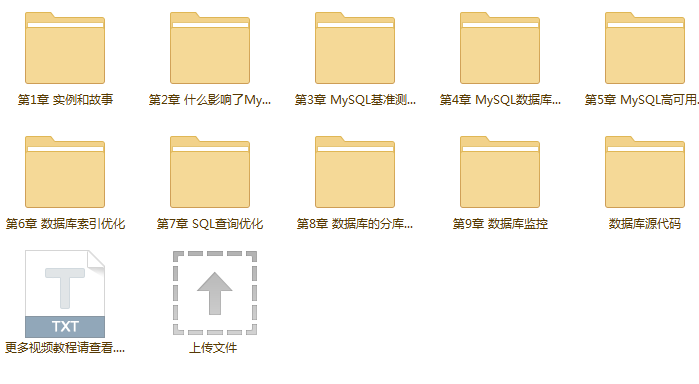 第1章 实例和故事
第2章 什么影响了My...
第3章 MySQL基准测...
第4章 MySQL数据库...
第5章 MySQL高可用.
第6章 数据库索引优化
第7章 SQL查询优化
第8章 数据库的分库...
第9章 数据库监控
数据库源代码
T
TXT
更多视频教程请查看....
上传文件